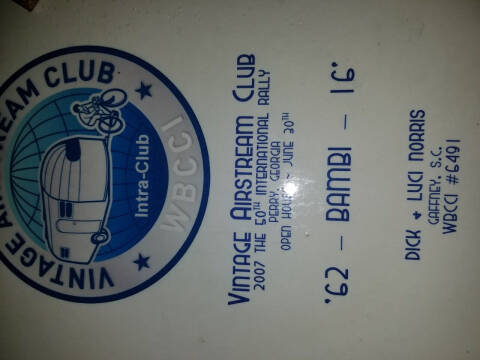 VINTAGE AIRSTREAM CLUB
Intra-Club
WBCCI
VINTAGE AIRSTREAM CLUB
2007 THE 50TH INTERNATIONAL RALLY
PERRY, GEORGIA
OPEN HOUSE ~ JUNE 30TH
'62 - BAMBI - 16'
DICK & LUCI NORRIS
GAFFNEY, S.C.
WBCCI #6491